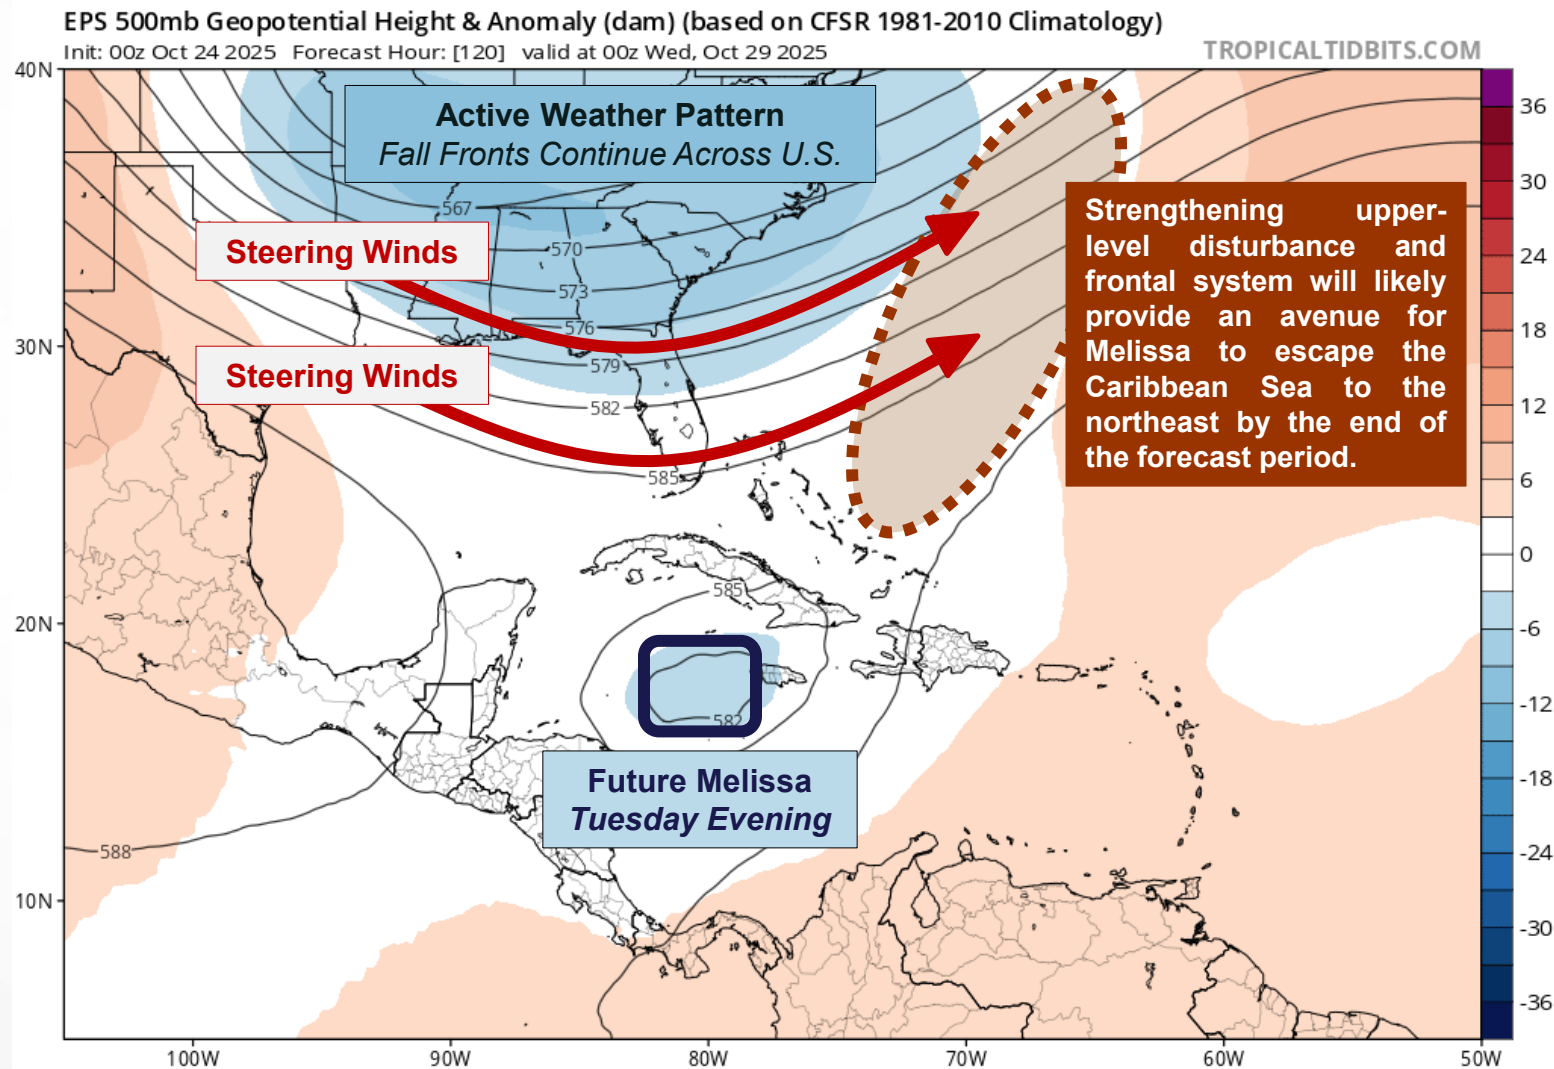 EPS 500mb Geopotential Height & Anomaly (dam) (based on CFSR 1981-2010 Climatology)
Init: 00z Oct 24 2025 Forecast Hour: [120] valid at 00z Wed, Oct 29 2025
TROPICALTIDBITS.COM
40N
30N
20N
10N
Active Weather Pattern
Fall Fronts Continue Across U.S.
Steering Winds
Steering Winds
567
570
573
576
579
582
585
585
582
588
Strengthening upper-
level disturbance and
frontal system will likely
provide an avenue for
Melissa to escape the
Caribbean Sea to the
northeast by the end of
the forecast period.
Future Melissa
Tuesday Evening
100W
90W
80W
70W
60W
50W
36
30
24
18
12
6
0
-6
-12
-18
-24
-30
-36